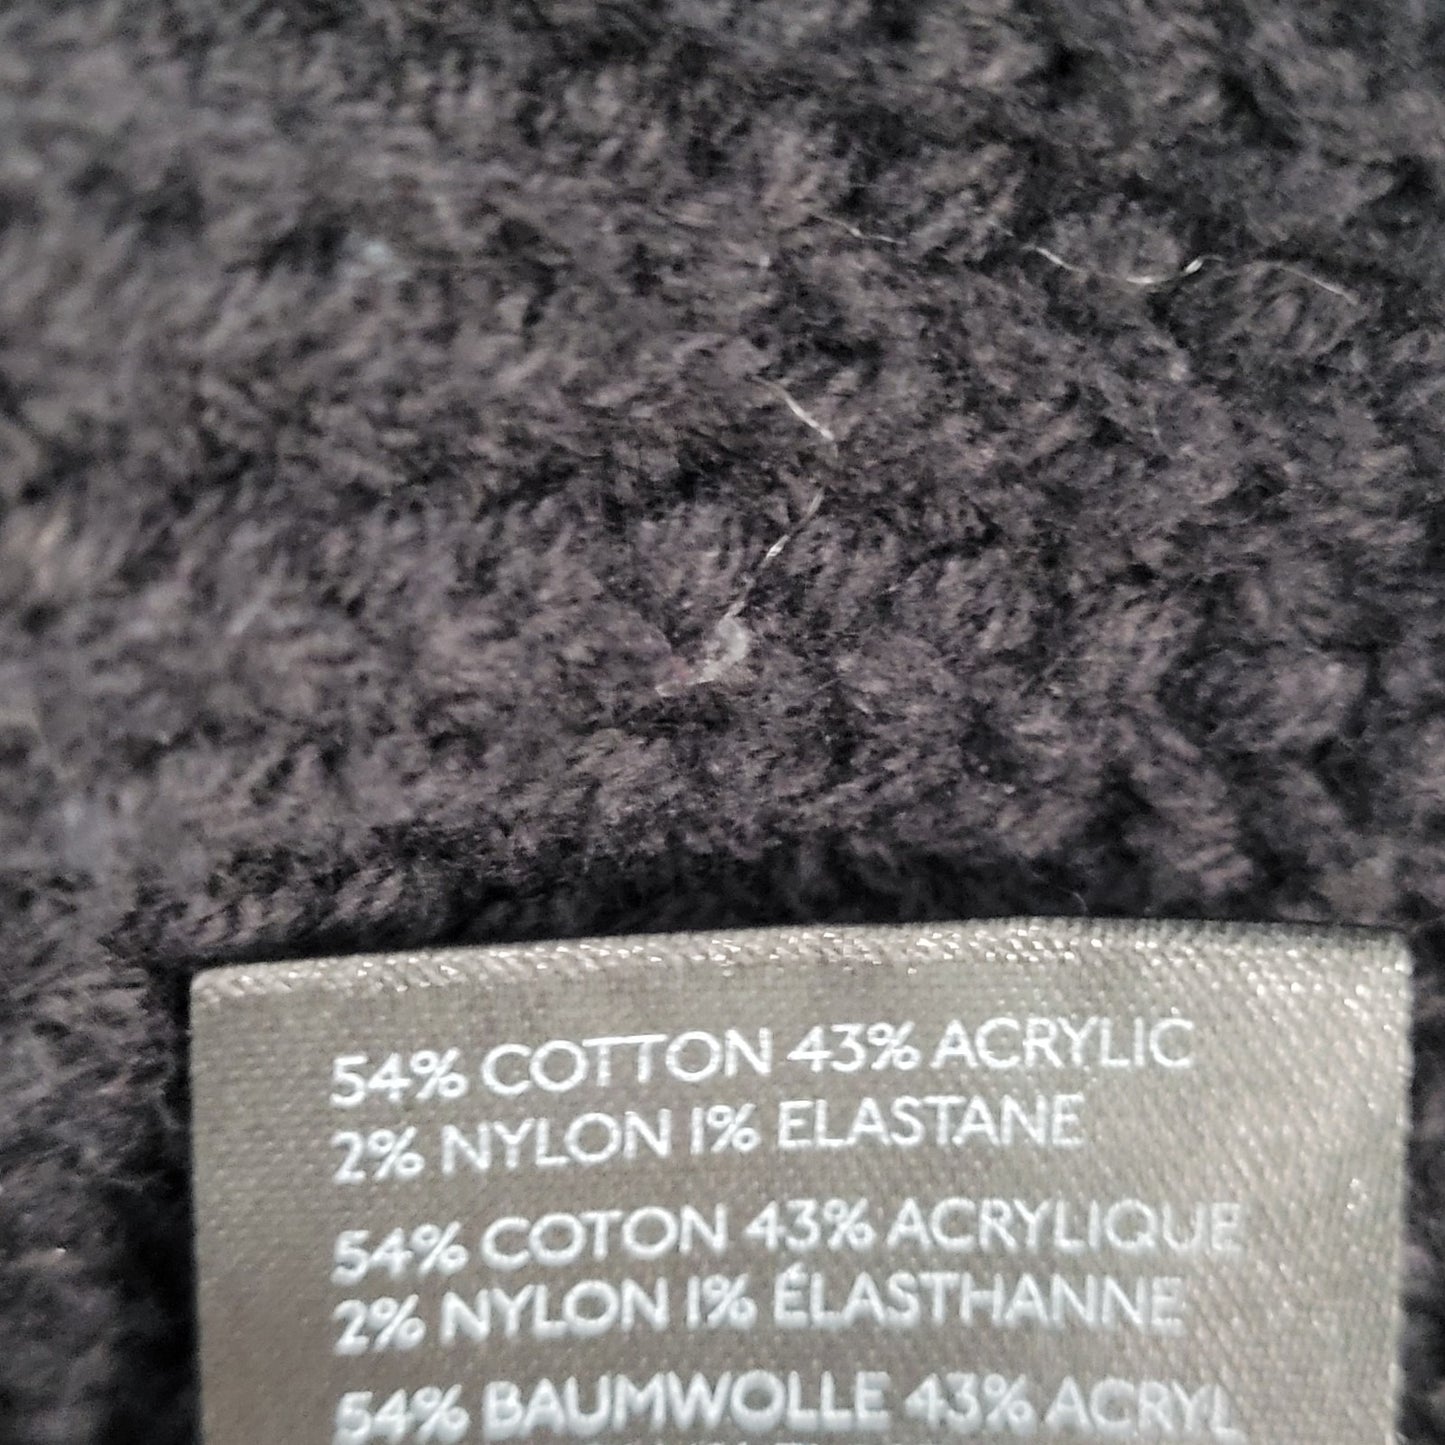 54% COTTON 43% ACRYLIC
2% NYLON 1% ELASTANE
54% COTON 43% ACRYLIQUE
2% NYLON 1% ÉLASTHANNE
54% BAUMWOLLE 43% ACRYL